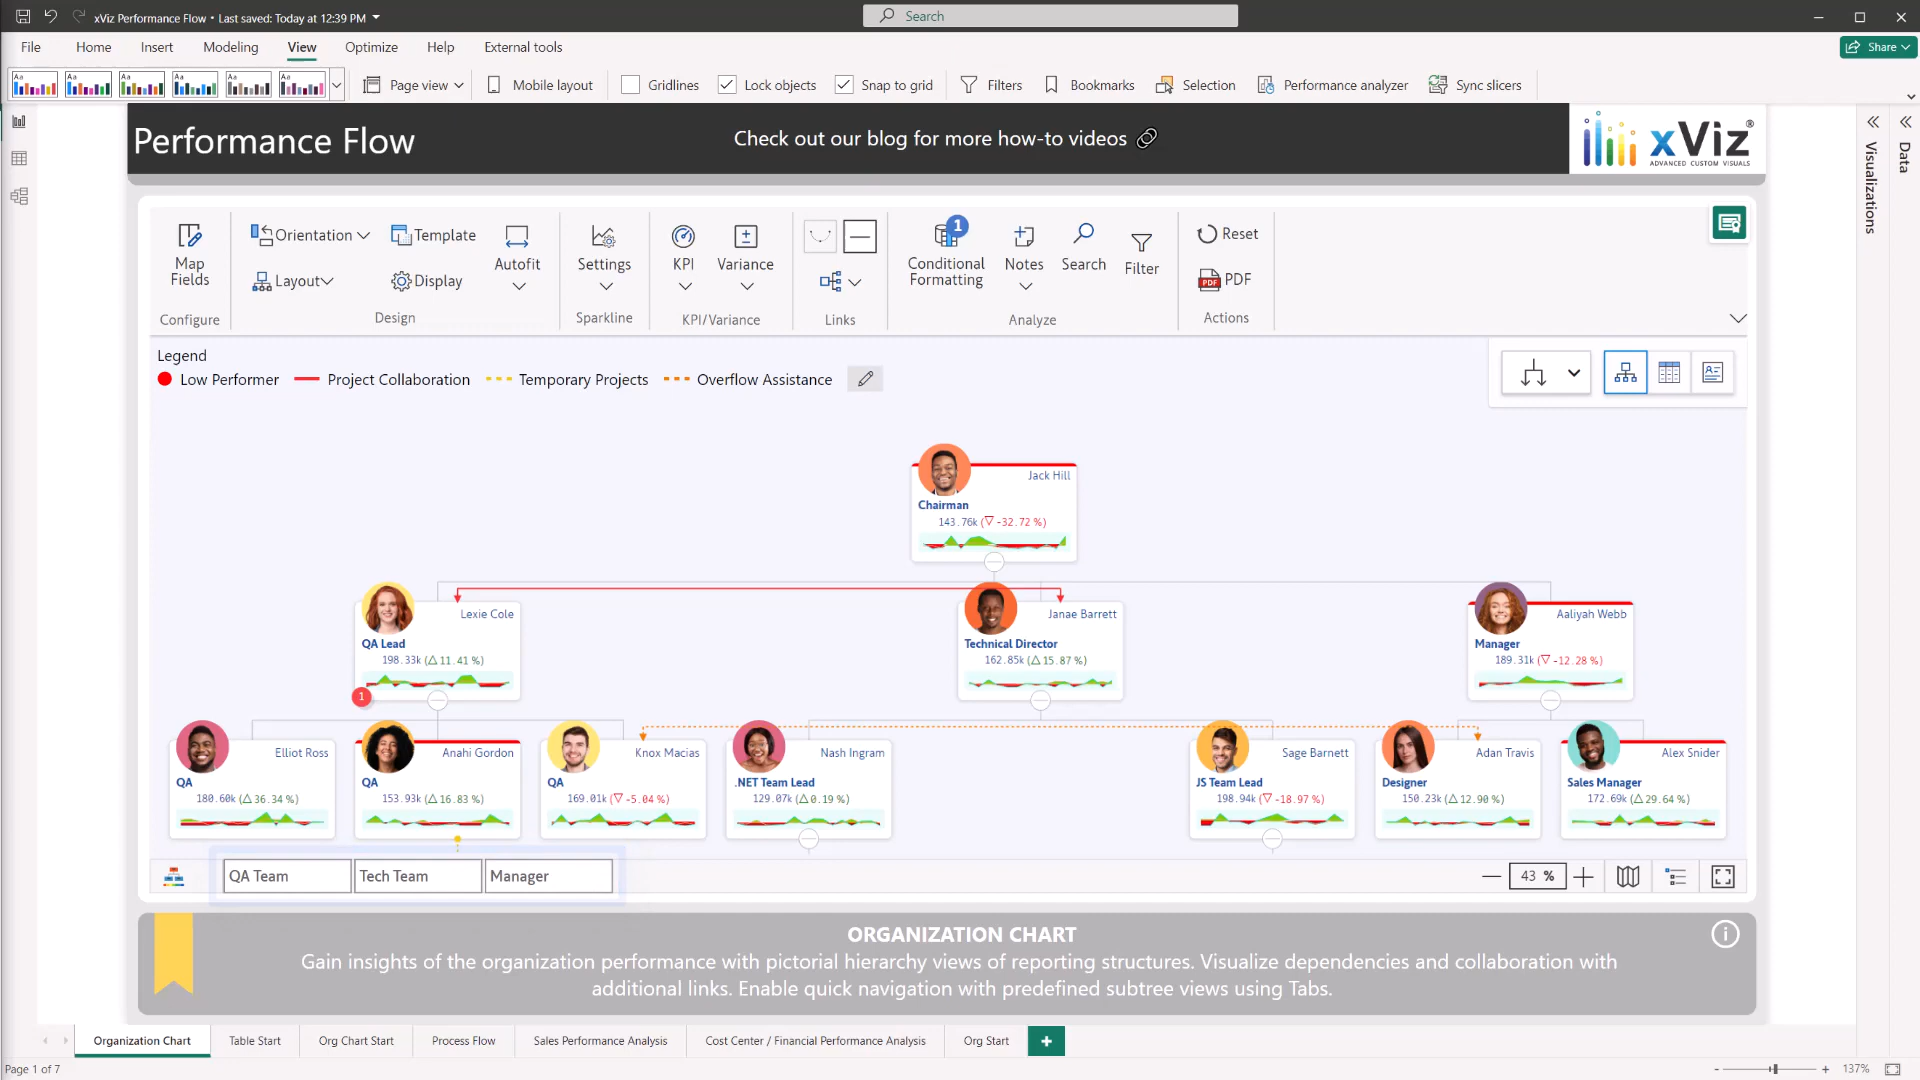 xViz Performance Flow • Last saved: Today at 12:39 PM
Search
File Home Insert Modeling View Optimize Help External tools
Share
Aa Aa Aa Aa Aa Aa
Page view Mobile layout Gridlines Lock objects Snap to grid Filters Bookmarks Selection Performance analyzer Sync slicers
Performance Flow
Check out our blog for more how-to videos
xViz®
ADVANCED CUSTOM VISUALS
Visualizations
Data
Map Fields
Configure
Orientation
Template
Layout
Display
Autofit
Design
Settings
Sparkline
KPI
Variance
KPI/Variance
Links
1
Conditional Formatting
Notes
Search
Filter
Analyze
Reset
PDF
PDF
Actions
Legend
Low Performer Project Collaboration Temporary Projects Overflow Assistance
Jack Hill
Chairman
143.76k (▽ -32.72 %)
Lexie Cole
QA Lead
198.33k (△ 11.41 %)
1
Janae Barrett
Technical Director
162.85k (△ 15.87 %)
Aaliyah Webb
Manager
189.31k (▽ -12.28 %)
Elliot Ross
QA
180.60k (△ 36.34 %)
Anahi Gordon
QA
153.93k (△ 16.83 %)
Knox Macias
QA
169.01k (▽ -5.04 %)
Nash Ingram
.NET Team Lead
129.07k (△ 0.19 %)
Sage Barnett
JS Team Lead
198.94k (▽ -18.97 %)
Adan Travis
Designer
150.23k (△ 12.90 %)
Alex Snider
Sales Manager
172.69k (△ 29.64 %)
QA Team Tech Team Manager
43 %
ORGANIZATION CHART
Gain insights of the organization performance with pictorial hierarchy views of reporting structures. Visualize dependencies and collaboration with
additional links. Enable quick navigation with predefined subtree views using Tabs.
Organization Chart Table Start Org Chart Start Process Flow Sales Performance Analysis Cost Center / Financial Performance Analysis Org Start
Page 1 of 7
137%